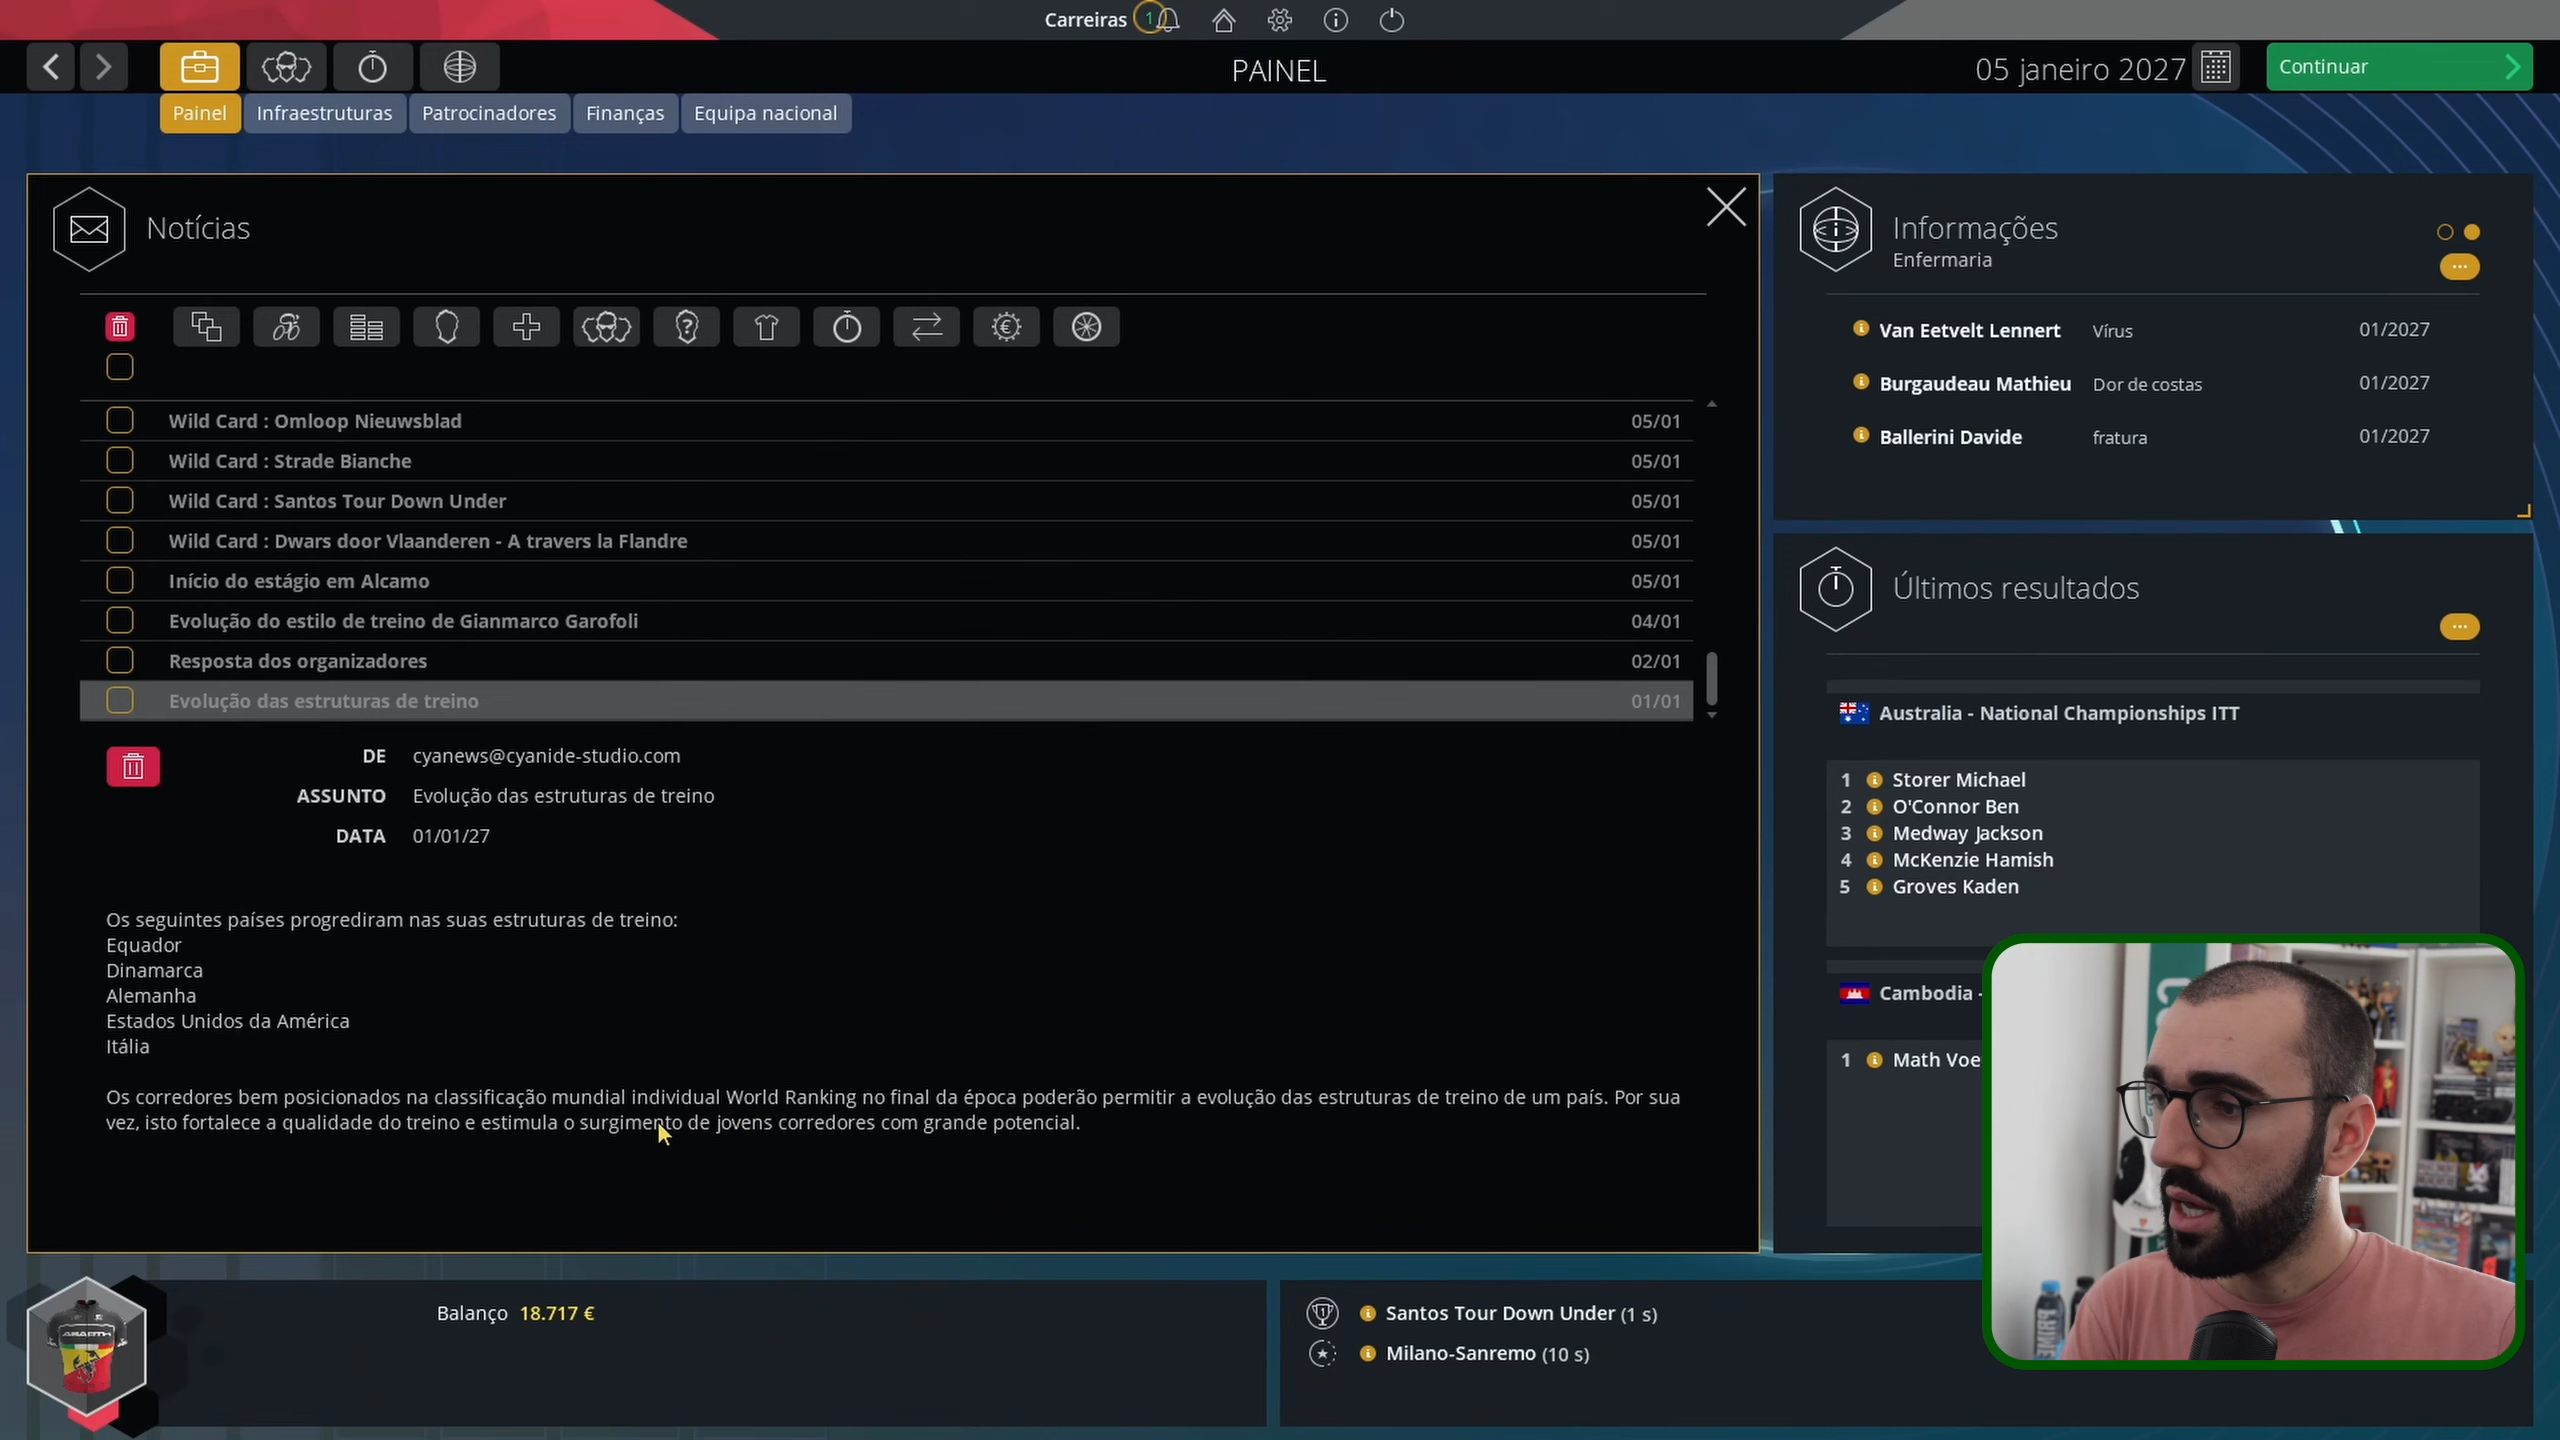 Carreiras 1
PAINEL
05 janeiro 2027
Continuar
Painel
Infraestruturas
Patrocinadores
Finanças
Equipa nacional
Notícias
Wild Card : Omloop Nieuwsblad 05/01
Wild Card : Strade Bianche 05/01
Wild Card : Santos Tour Down Under 05/01
Wild Card : Dwars door Vlaanderen - A travers la Flandre 05/01
Início do estágio em Alcamo 05/01
Evolução do estilo de treino de Gianmarco Garofoli 04/01
Resposta dos organizadores 02/01
Evolução das estruturas de treino 01/01
DE cyanews@cyanide-studio.com
ASSUNTO Evolução das estruturas de treino
DATA 01/01/27
Os seguintes países progrediram nas suas estruturas de treino:
Equador
Dinamarca
Alemanha
Estados Unidos da América
Itália
Os corredores bem posicionados na classificação mundial individual World Ranking no final da época poderão permitir a evolução das estruturas de treino de um país. Por sua
vez, isto fortalece a qualidade do treino e estimula o surgimento de jovens corredores com grande potencial.
Informações
Enfermaria
Van Eetvelt Lennert Vírus 01/2027
Burgaudeau Mathieu Dor de costas 01/2027
Ballerini Davide fratura 01/2027
Últimos resultados
Australia - National Championships ITT
1 Storer Michael
2 O'Connor Ben
3 Medway Jackson
4 McKenzie Hamish
5 Groves Kaden
Cambodia -
1 Math Voe
ABARTH
Balanço 18.717 €
Santos Tour Down Under (1 s)
Milano-Sanremo (10 s)